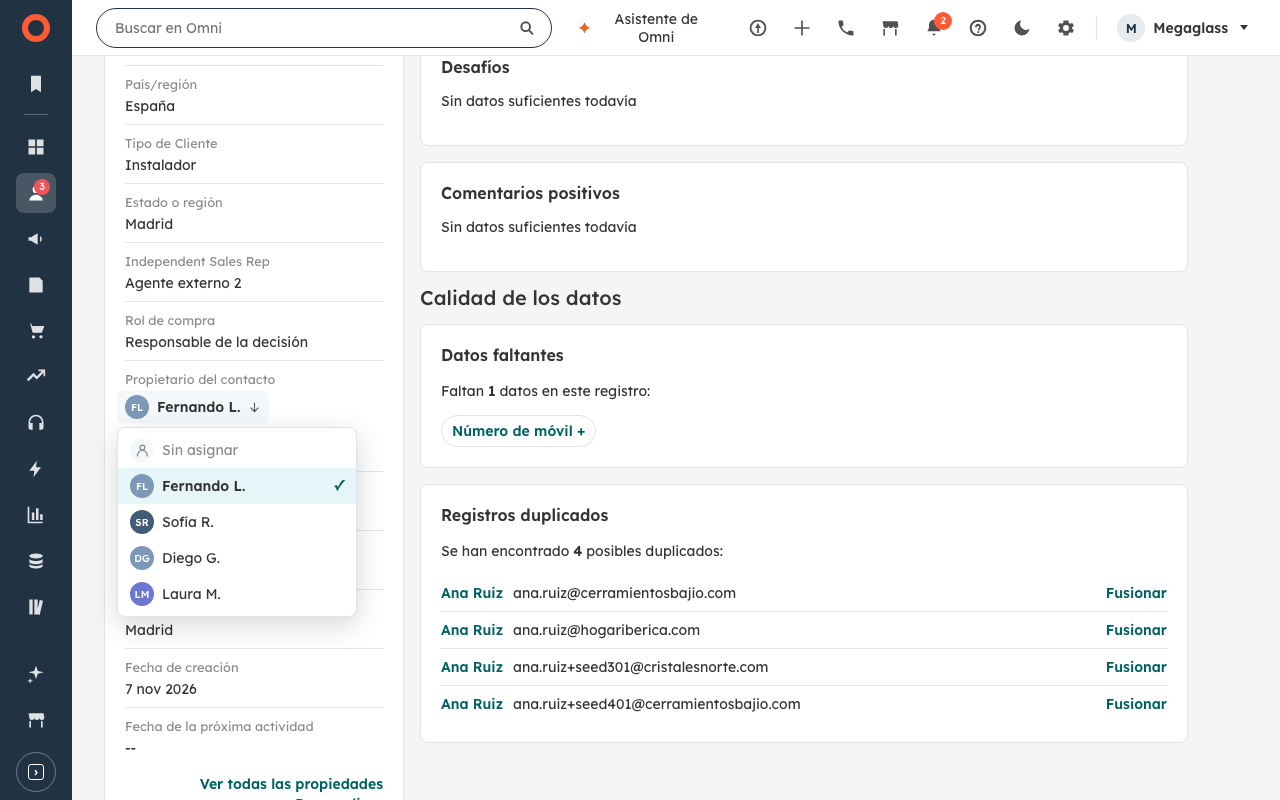 Buscar en Omni
Asistente de
Omni
2
M
Megaglass
3
País/región
España
Tipo de Cliente
Instalador
Estado o región
Madrid
Independent Sales Rep
Agente externo 2
Rol de compra
Responsable de la decisión
Propietario del contacto
FL Fernando L.
Sin asignar
FL Fernando L.
SR Sofía R.
DG Diego G.
LM Laura M.
Madrid
Fecha de creación
7 nov 2026
Fecha de la próxima actividad
--
Ver todas las propiedades
Desafíos
Sin datos suficientes todavía
Comentarios positivos
Sin datos suficientes todavía
Calidad de los datos
Datos faltantes
Faltan 1 datos en este registro:
Número de móvil +
Registros duplicados
Se han encontrado 4 posibles duplicados:
Ana Ruiz ana.ruiz@cerramientosbajio.com Fusionar
Ana Ruiz ana.ruiz@hogariberica.com Fusionar
Ana Ruiz ana.ruiz+seed301@cristalesnorte.com Fusionar
Ana Ruiz ana.ruiz+seed401@cerramientosbajio.com Fusionar